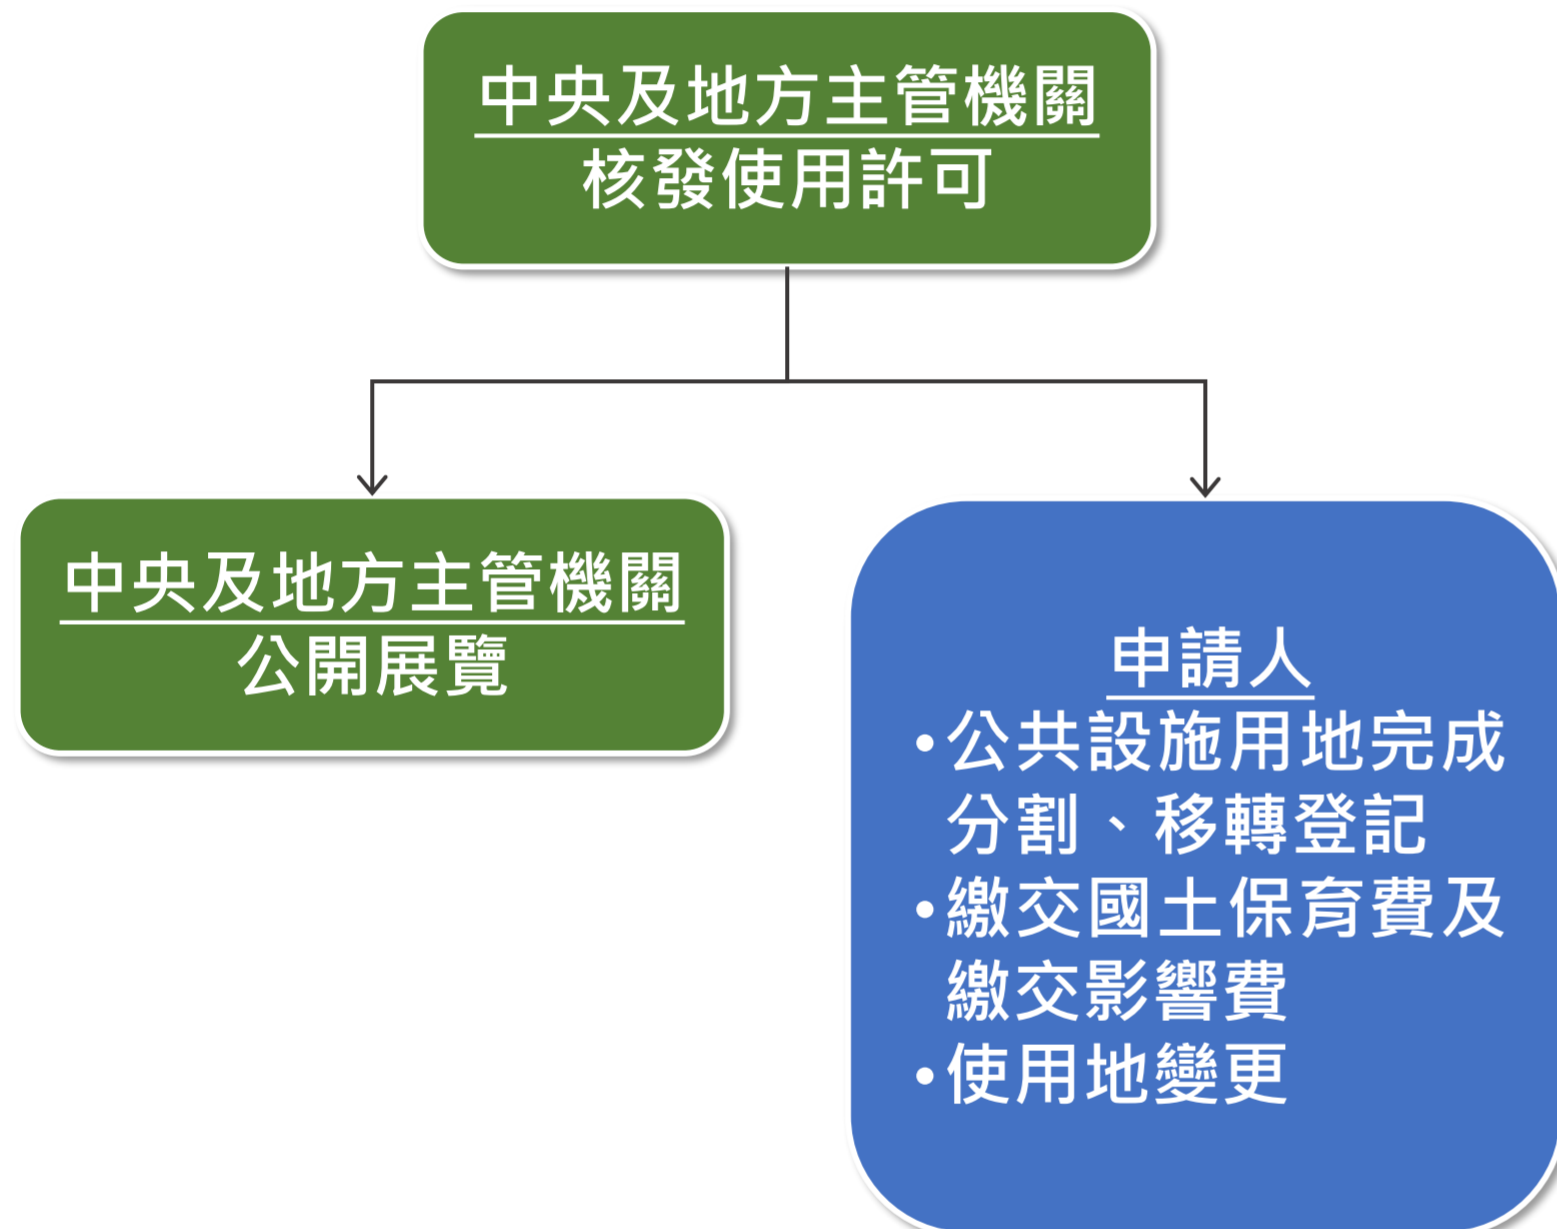 中央及地方主管機關
核發使用許可
中央及地方主管機關
公開展覽
申請人
•公共設施用地完成
分割、移轉登記
•繳交國土保育費及
繳交影響費
•使用地變更